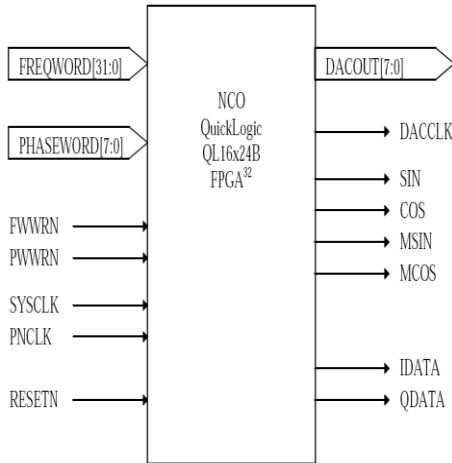 FREQWORD[31:0]
PHASEWORD[7:0]
FWWRN
PWWRN
SYSCLK
PNCLK
RESETN
NCO
QuickLogic
QL16x24B
FPGA³²
DACOUT[7:0]
DACCLK
SIN
COS
MSIN
MCOS
IDATA
QDATA